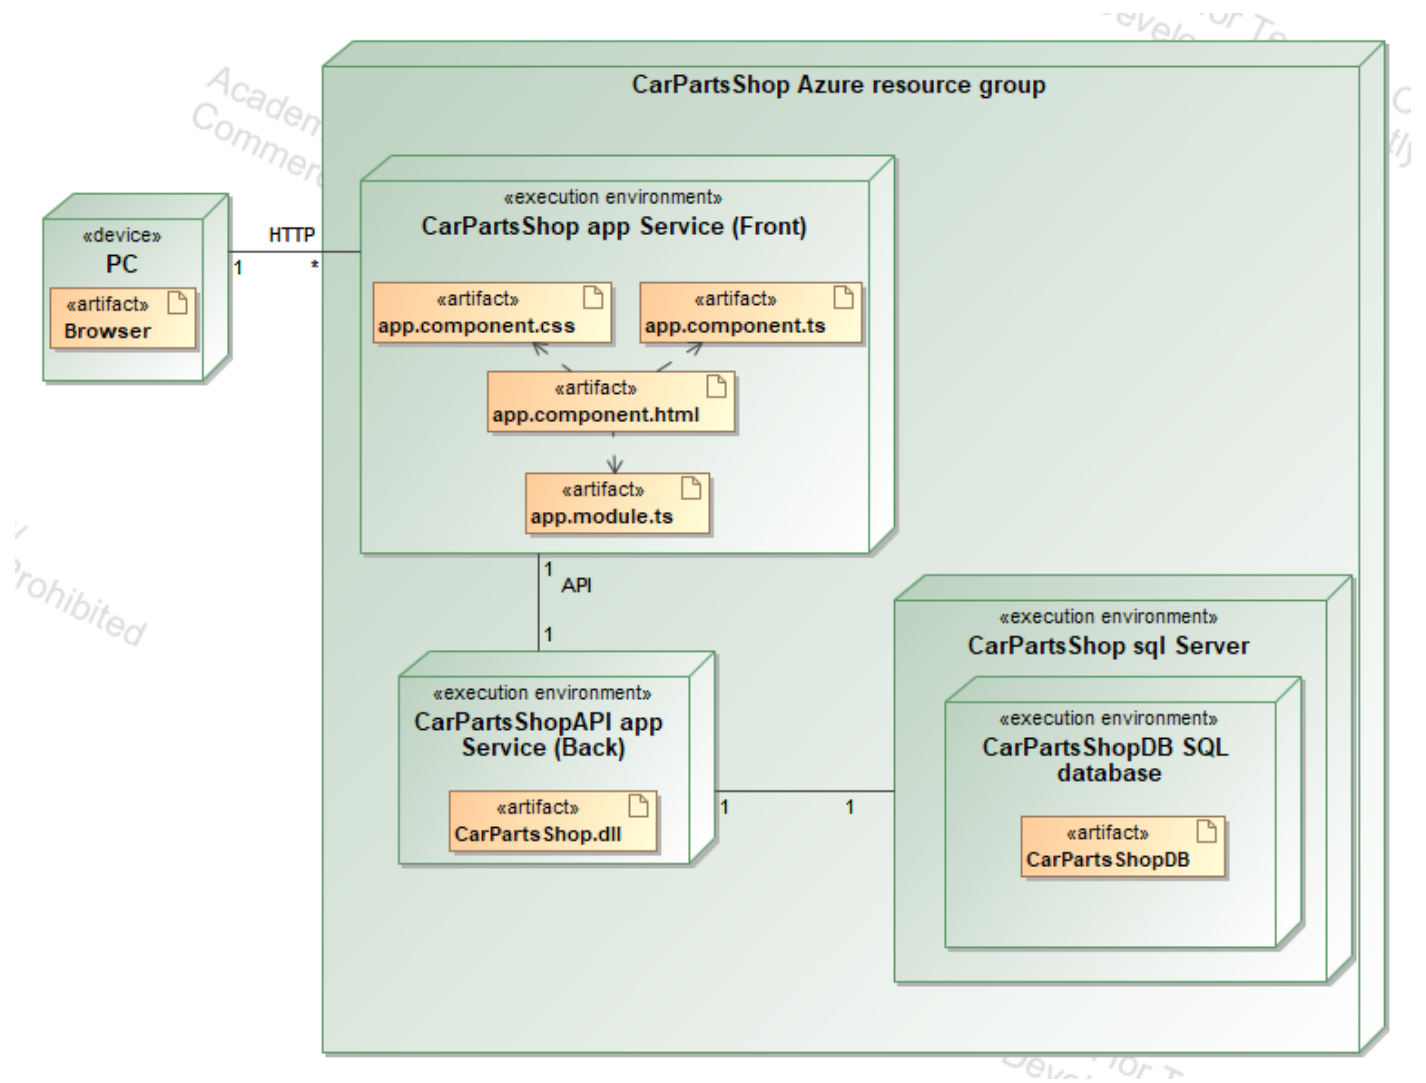 CarPartsShop Azure resource group
Academ
Commerc
«execution environment»
CarPartsShop app Service (Front)
«device»
PC
HTTP
1
*
«artifact»
Browser
«artifact»
app.component.css
«artifact»
app.component.ts
«artifact»
app.component.html
«artifact»
app.module.ts
1
API
1
rohibited
«execution environment»
CarPartsShopAPI app
Service (Back)
«artifact»
CarPartsShop.dll
1
1
«execution environment»
CarPartsShop sql Server
«execution environment»
CarPartsShopDB SQL
database
«artifact»
CarPartsShopDB